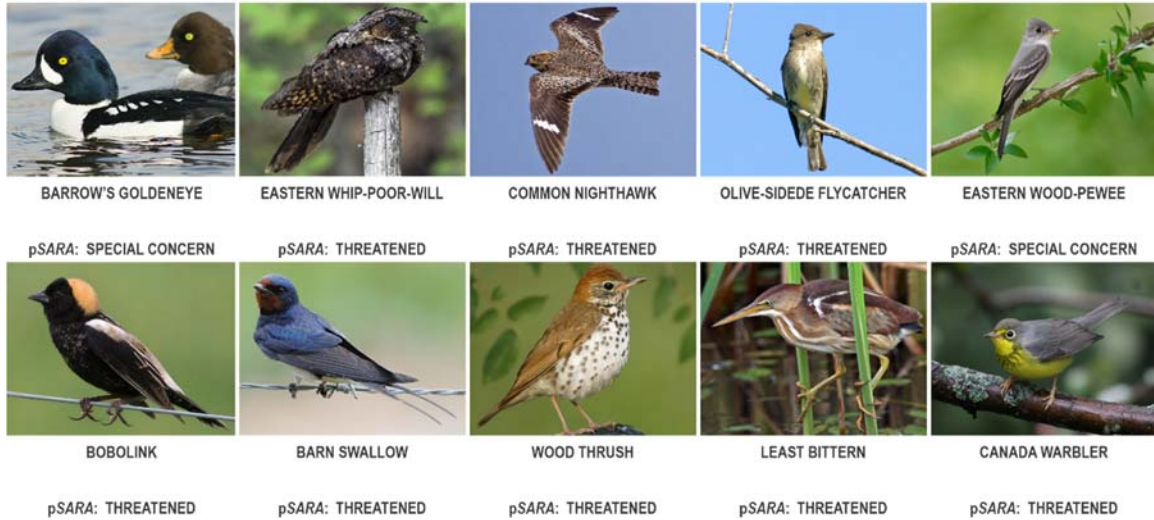 BARROW'S GOLDENEYE
EASTERN WHIP-POOR-WILL
COMMON NIGHTHAWK
OLIVE-SIDEDE FLYCATCHER
EASTERN WOOD-PEWEE
pSARA: SPECIAL CONCERN
pSARA: THREATENED
pSARA: THREATENED
pSARA: THREATENED
pSARA: SPECIAL CONCERN
BOBOLINK
BARN SWALLOW
WOOD THRUSH
LEAST BITTERN
CANADA WARBLER
pSARA: THREATENED
pSARA: THREATENED
pSARA: THREATENED
pSARA: THREATENED
pSARA: THREATENED